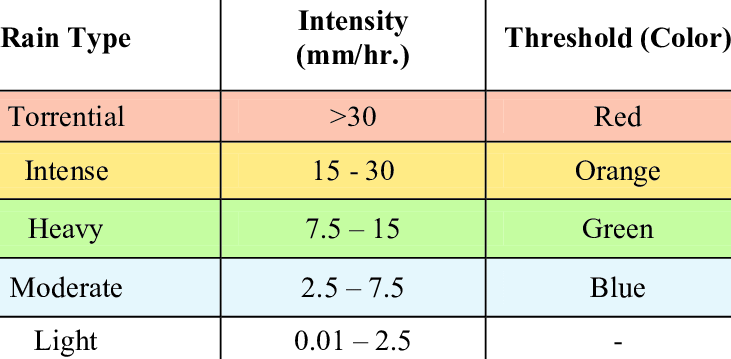 Rain Type Intensity (mm/hr.) Threshold (Color)
Torrential >30 Red
Intense 15 - 30 Orange
Heavy 7.5 – 15 Green
Moderate 2.5 – 7.5 Blue
Light 0.01 – 2.5 -